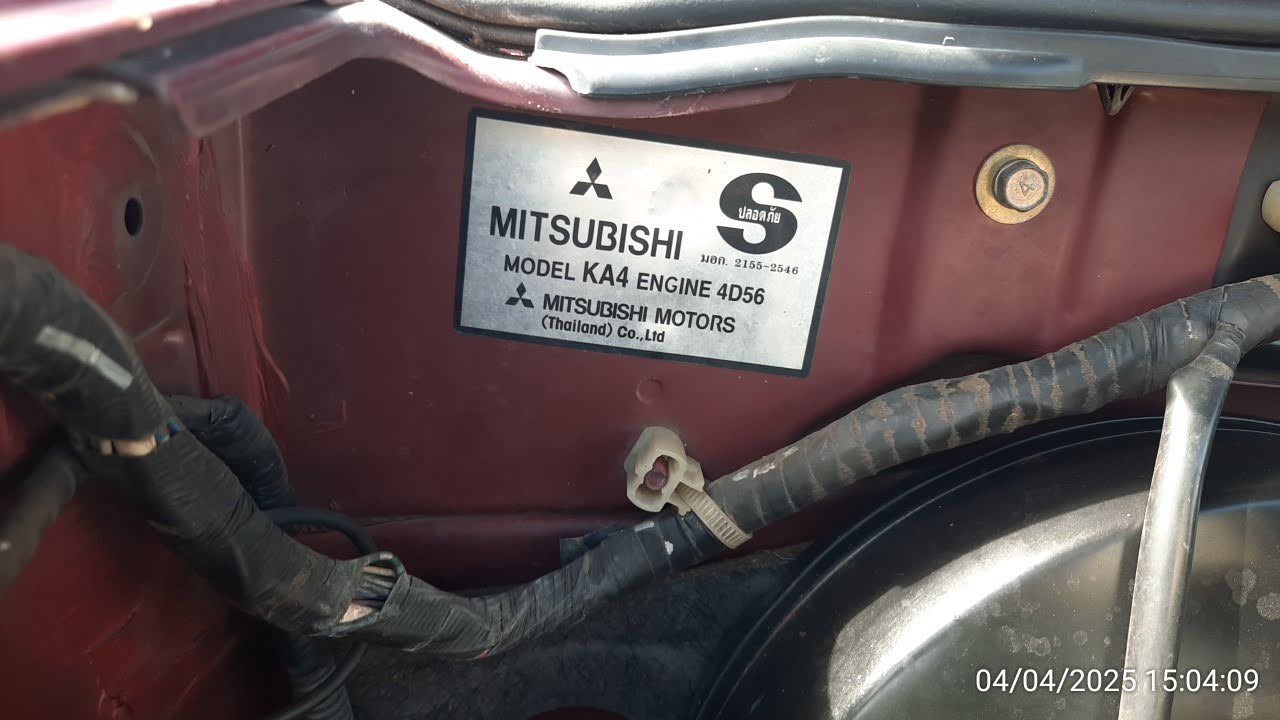 MITSUBISHI
S
ปลอดภัย
มอก. 2155-2546
MODEL KA4 ENGINE 4D56
MITSUBISHI MOTORS
(Thailand) Co.,Ltd
04/04/2025 15:04:09